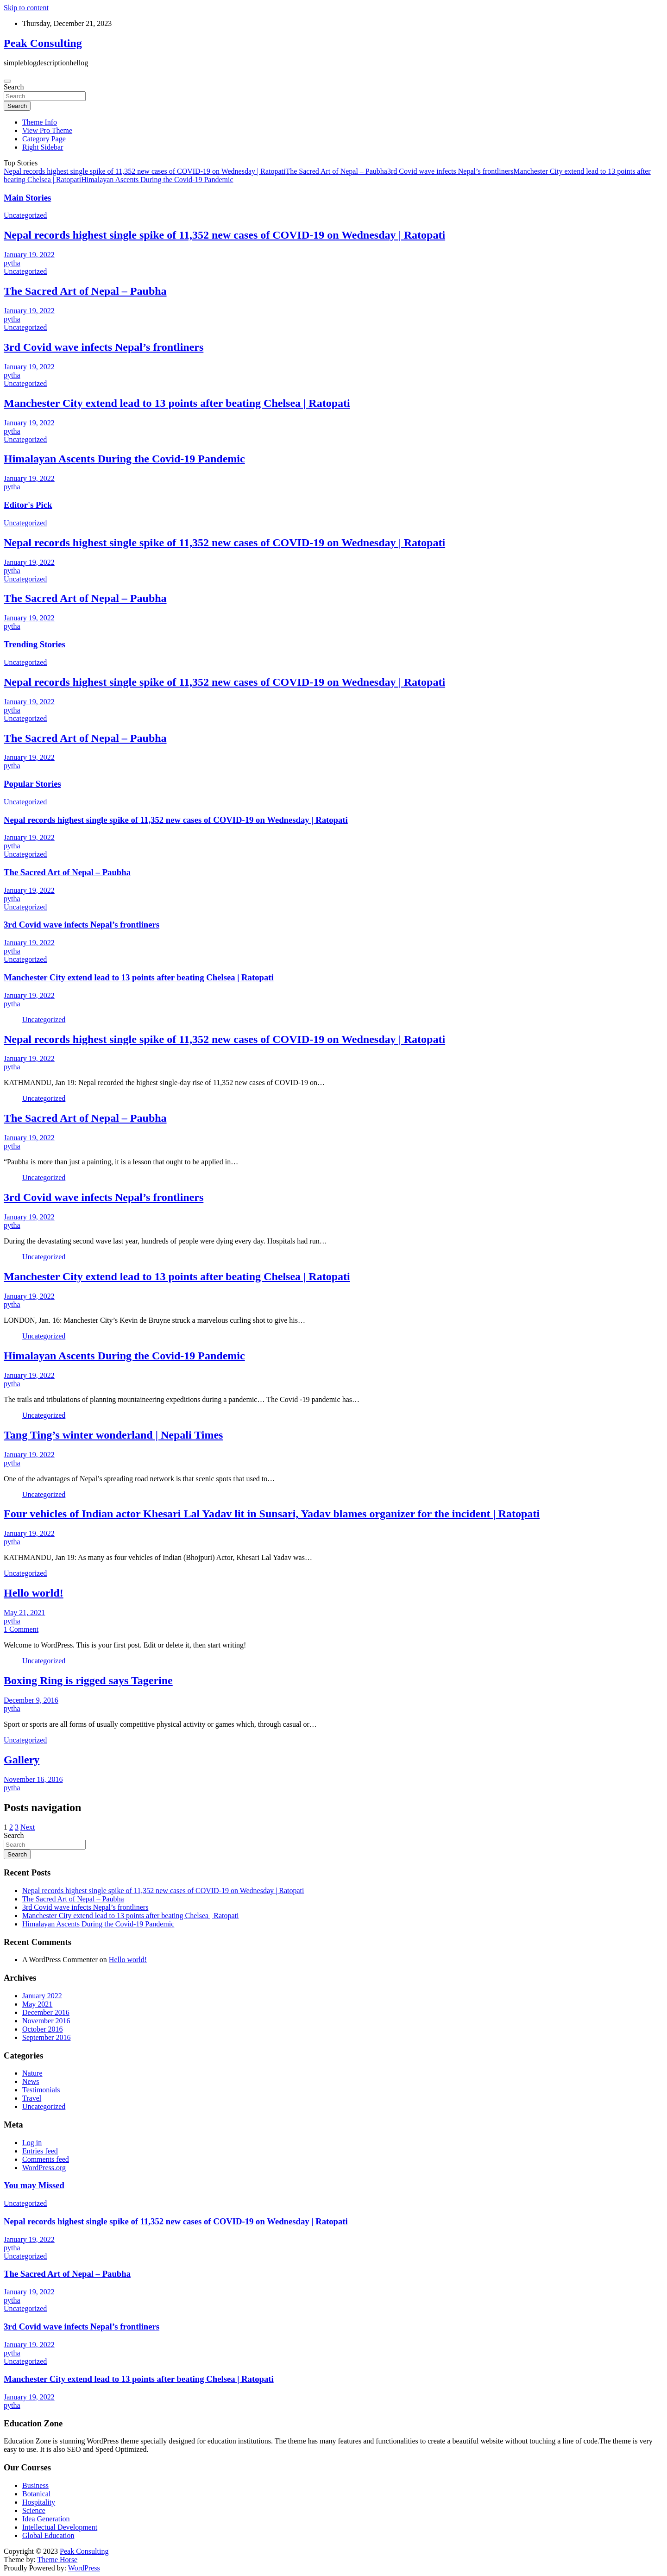 Skip to content
Thursday, December 21, 2023
Peak Consulting
simpleblogdescriptionhellog
Search
Search
Search
Theme Info
View Pro Theme
Category Page
Right Sidebar
Top Stories
Nepal records highest single spike of 11,352 new cases of COVID-19 on Wednesday | RatopatiThe Sacred Art of Nepal – Paubha3rd Covid wave infects Nepal’s frontlinersManchester City extend lead to 13 points after
beating Chelsea | RatopatiHimalayan Ascents During the Covid-19 Pandemic
Main Stories
Uncategorized
Nepal records highest single spike of 11,352 new cases of COVID-19 on Wednesday | Ratopati
January 19, 2022
pytha
Uncategorized
The Sacred Art of Nepal – Paubha
January 19, 2022
pytha
Uncategorized
3rd Covid wave infects Nepal’s frontliners
January 19, 2022
pytha
Uncategorized
Manchester City extend lead to 13 points after beating Chelsea | Ratopati
January 19, 2022
pytha
Uncategorized
Himalayan Ascents During the Covid-19 Pandemic
January 19, 2022
pytha
Editor's Pick
Uncategorized
Nepal records highest single spike of 11,352 new cases of COVID-19 on Wednesday | Ratopati
January 19, 2022
pytha
Uncategorized
The Sacred Art of Nepal – Paubha
January 19, 2022
pytha
Trending Stories
Uncategorized
Nepal records highest single spike of 11,352 new cases of COVID-19 on Wednesday | Ratopati
January 19, 2022
pytha
Uncategorized
The Sacred Art of Nepal – Paubha
January 19, 2022
pytha
Popular Stories
Uncategorized
Nepal records highest single spike of 11,352 new cases of COVID-19 on Wednesday | Ratopati
January 19, 2022
pytha
Uncategorized
The Sacred Art of Nepal – Paubha
January 19, 2022
pytha
Uncategorized
3rd Covid wave infects Nepal’s frontliners
January 19, 2022
pytha
Uncategorized
Manchester City extend lead to 13 points after beating Chelsea | Ratopati
January 19, 2022
pytha
Uncategorized
Nepal records highest single spike of 11,352 new cases of COVID-19 on Wednesday | Ratopati
January 19, 2022
pytha
KATHMANDU, Jan 19: Nepal recorded the highest single-day rise of 11,352 new cases of COVID-19 on…
Uncategorized
The Sacred Art of Nepal – Paubha
January 19, 2022
pytha
“Paubha is more than just a painting, it is a lesson that ought to be applied in…
Uncategorized
3rd Covid wave infects Nepal’s frontliners
January 19, 2022
pytha
During the devastating second wave last year, hundreds of people were dying every day. Hospitals had run…
Uncategorized
Manchester City extend lead to 13 points after beating Chelsea | Ratopati
January 19, 2022
pytha
LONDON, Jan. 16: Manchester City’s Kevin de Bruyne struck a marvelous curling shot to give his…
Uncategorized
Himalayan Ascents During the Covid-19 Pandemic
January 19, 2022
pytha
The trails and tribulations of planning mountaineering expeditions during a pandemic… The Covid -19 pandemic has…
Uncategorized
Tang Ting’s winter wonderland | Nepali Times
January 19, 2022
pytha
One of the advantages of Nepal’s spreading road network is that scenic spots that used to…
Uncategorized
Four vehicles of Indian actor Khesari Lal Yadav lit in Sunsari, Yadav blames organizer for the incident | Ratopati
January 19, 2022
pytha
KATHMANDU, Jan 19: As many as four vehicles of Indian (Bhojpuri) Actor, Khesari Lal Yadav was…
Uncategorized
Hello world!
May 21, 2021
pytha
1 Comment
Welcome to WordPress. This is your first post. Edit or delete it, then start writing!
Uncategorized
Boxing Ring is rigged says Tagerine
December 9, 2016
pytha
Sport or sports are all forms of usually competitive physical activity or games which, through casual or…
Uncategorized
Gallery
November 16, 2016
pytha
Posts navigation
1 2 3 Next
Search
Search
Search
Recent Posts
Nepal records highest single spike of 11,352 new cases of COVID-19 on Wednesday | Ratopati
The Sacred Art of Nepal – Paubha
3rd Covid wave infects Nepal’s frontliners
Manchester City extend lead to 13 points after beating Chelsea | Ratopati
Himalayan Ascents During the Covid-19 Pandemic
Recent Comments
A WordPress Commenter on Hello world!
Archives
January 2022
May 2021
December 2016
November 2016
October 2016
September 2016
Categories
Nature
News
Testimonials
Travel
Uncategorized
Meta
Log in
Entries feed
Comments feed
WordPress.org
You may Missed
Uncategorized
Nepal records highest single spike of 11,352 new cases of COVID-19 on Wednesday | Ratopati
January 19, 2022
pytha
Uncategorized
The Sacred Art of Nepal – Paubha
January 19, 2022
pytha
Uncategorized
3rd Covid wave infects Nepal’s frontliners
January 19, 2022
pytha
Uncategorized
Manchester City extend lead to 13 points after beating Chelsea | Ratopati
January 19, 2022
pytha
Education Zone
Education Zone is stunning WordPress theme specially designed for education institutions. The theme has many features and functionalities to create a beautiful website without touching a line of code.The theme is very
easy to use. It is also SEO and Speed Optimized.
Our Courses
Business
Botanical
Hospitality
Science
Idea Generation
Intellectual Development
Global Education
Copyright © 2023 Peak Consulting
Theme by: Theme Horse
Proudly Powered by: WordPress